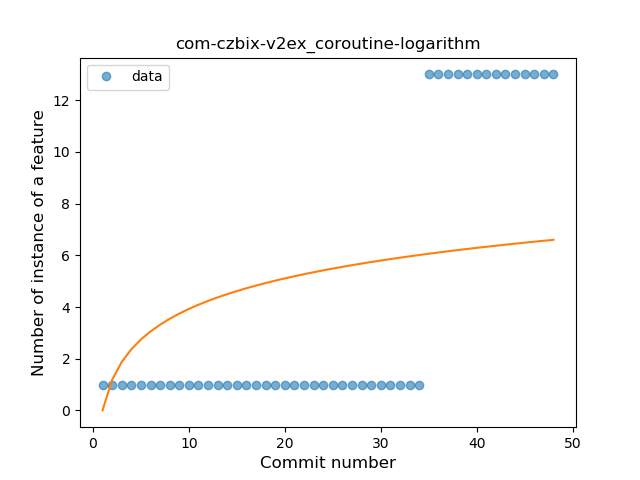 com-czbix-v2ex_coroutine-logarithm
data
Number of instance of a feature
12
10
8
6
4
2
0
0 10 20 30 40 50
Commit number